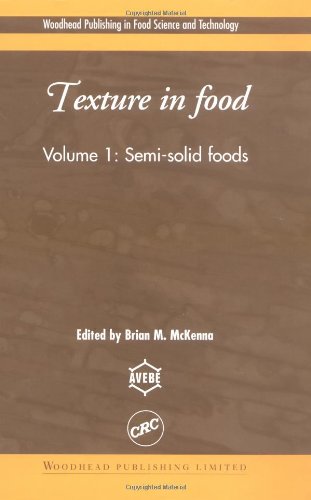 Woodhead Publishing in Food Science and Technology
Texture in food
Volume 1: Semi-solid foods
Edited by Brian M. McKenna
AVEBE
CRC
WOODHEAD PUBLISHING LIMITED